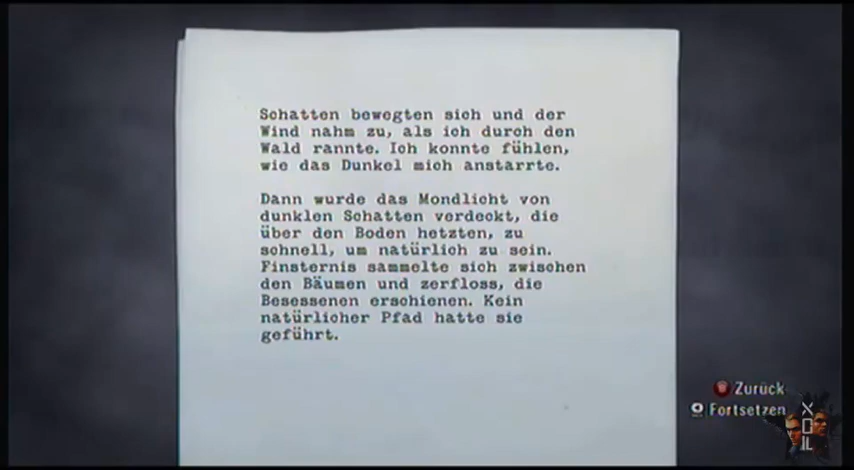 Schatten bewegten sich und der
Wind nahm zu, als ich durch den
Wald rannte. Ich konnte fühlen,
wie das Dunkel mich anstarrte.
Dann wurde das Mondlicht von
dunklen Schatten verdeckt, die
über den Boden hetzten, zu
schnell, um natürlich zu sein.
Finsternis sammelte sich zwischen
den Bäumen und zerfloss, die
Besessenen erschienen. Kein
natürlicher Pfad hatte sie
geführt.
Zurück
Fortsetzen